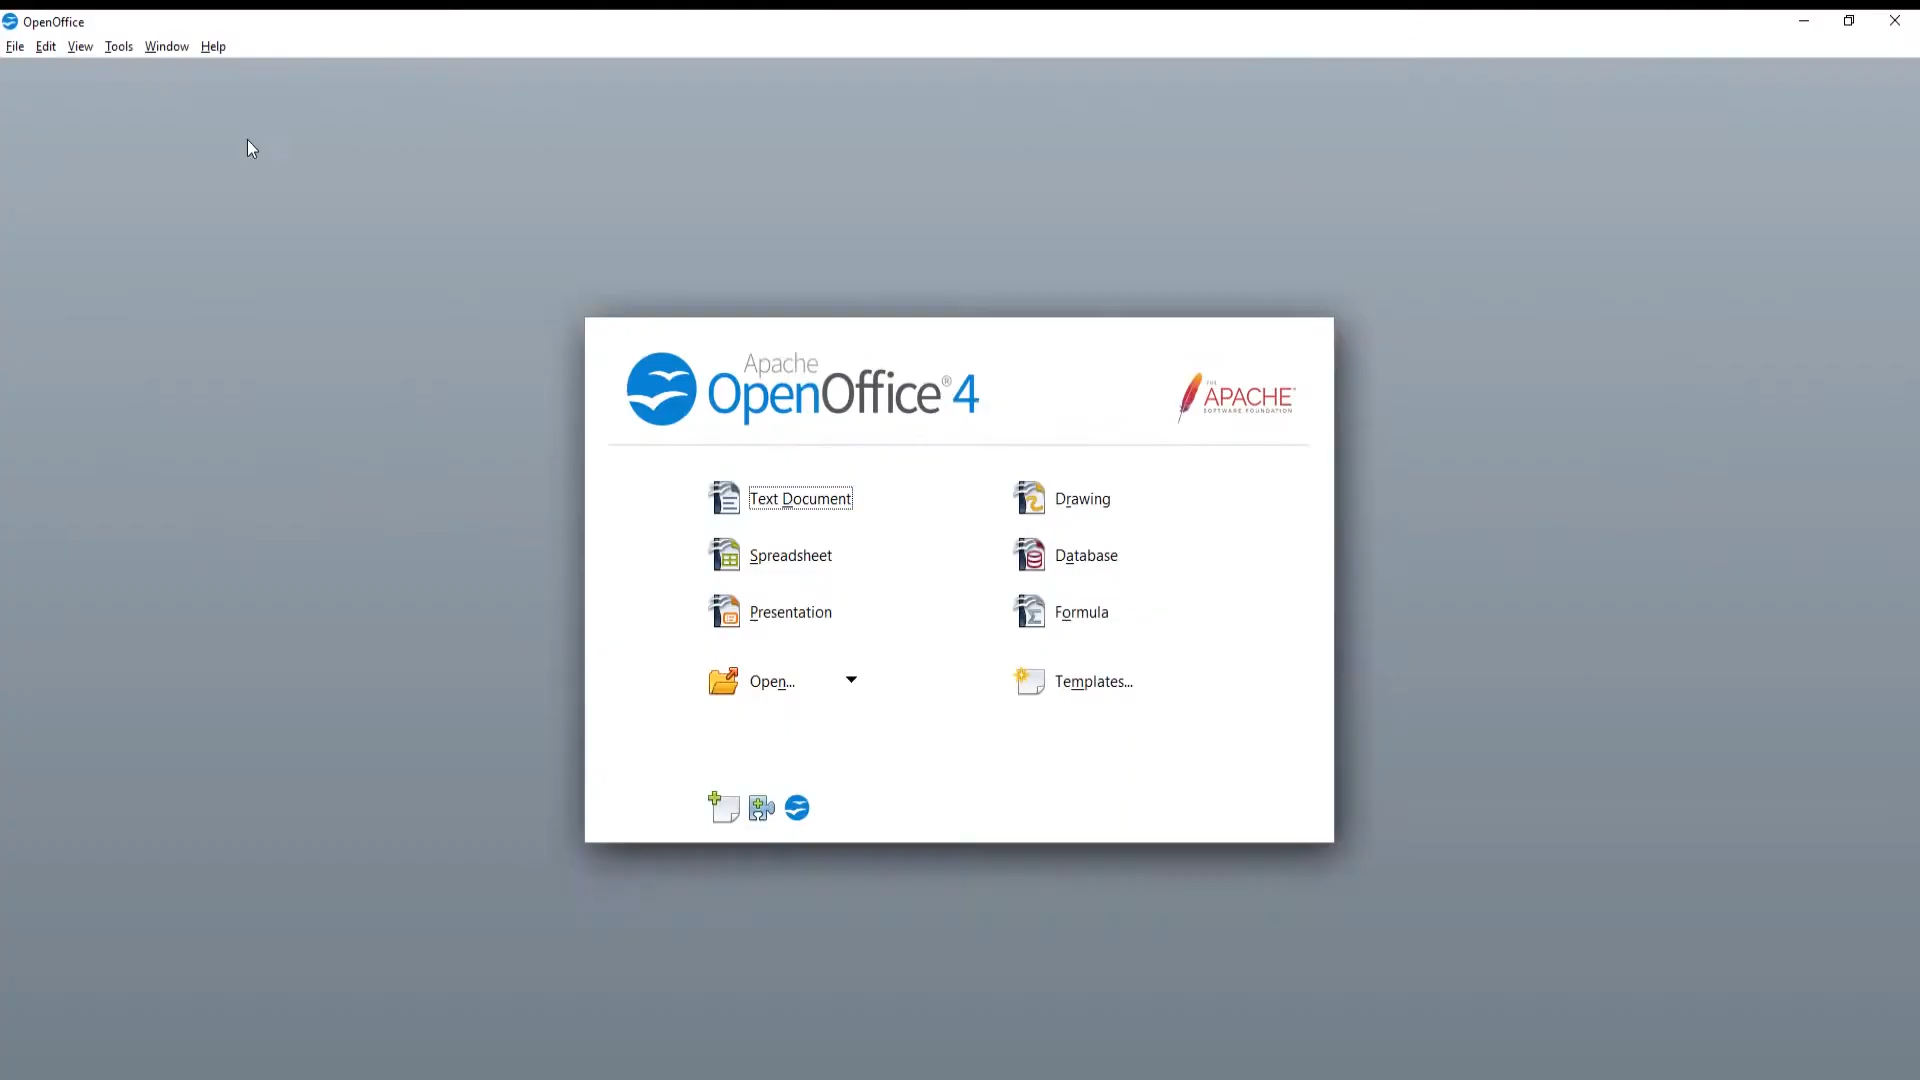 OpenOffice
File Edit View Tools Window Help
Apache
OpenOffice® 4
THE
APACHE
SOFTWARE FOUNDATION
Text Document
Drawing
Spreadsheet
Database
Presentation
Formula
Open...
Templates...